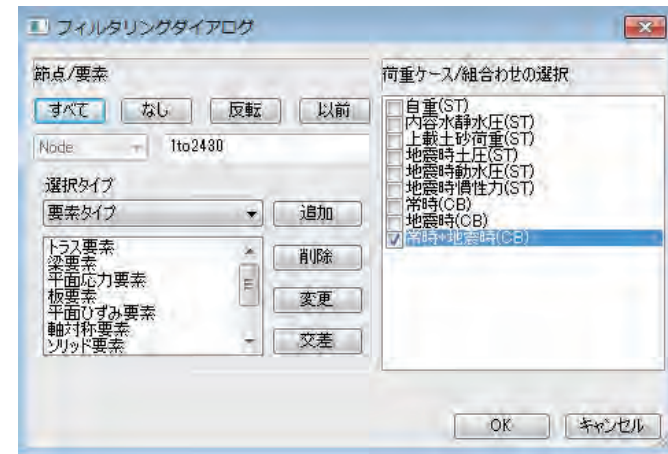 フィルタリングダイアログ
節点/要素
すべて
なし
反転
以前
Node
1to2430
選択タイプ
要素タイプ
追加
トラス要素
梁要素
平面応力要素
板要素
平面ひずみ要素
軸対称要素
ソリッド要素
削除
変更
交差
荷重ケース/組合わせの選択
自重(ST)
内容水静水圧(ST)
上載土砂荷重(ST)
地震時土圧(ST)
地震時動水圧(ST)
地震時慣性力(ST)
常時(CB)
地震時(CB)
常時+地震時(CB)
OK
キャンセル